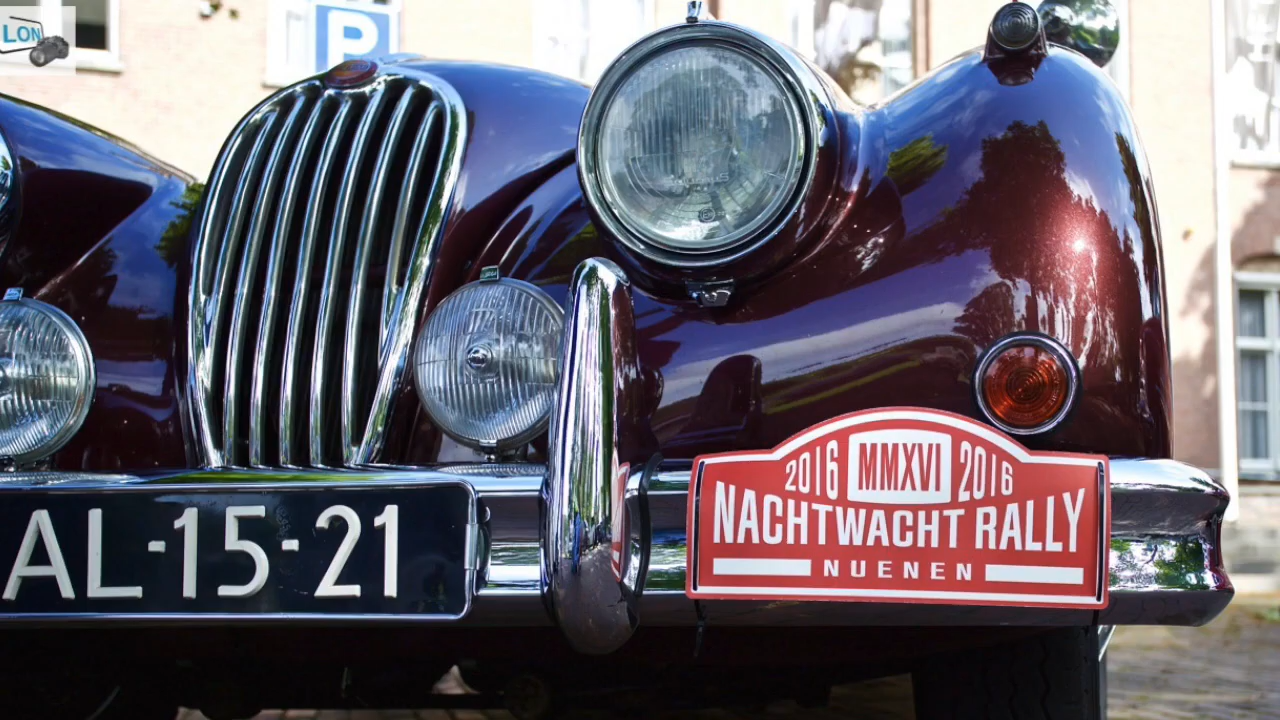 LON
P
2016 MMXVI 2016
NACHTWACHT RALLY
NUENEN
AL-15-21